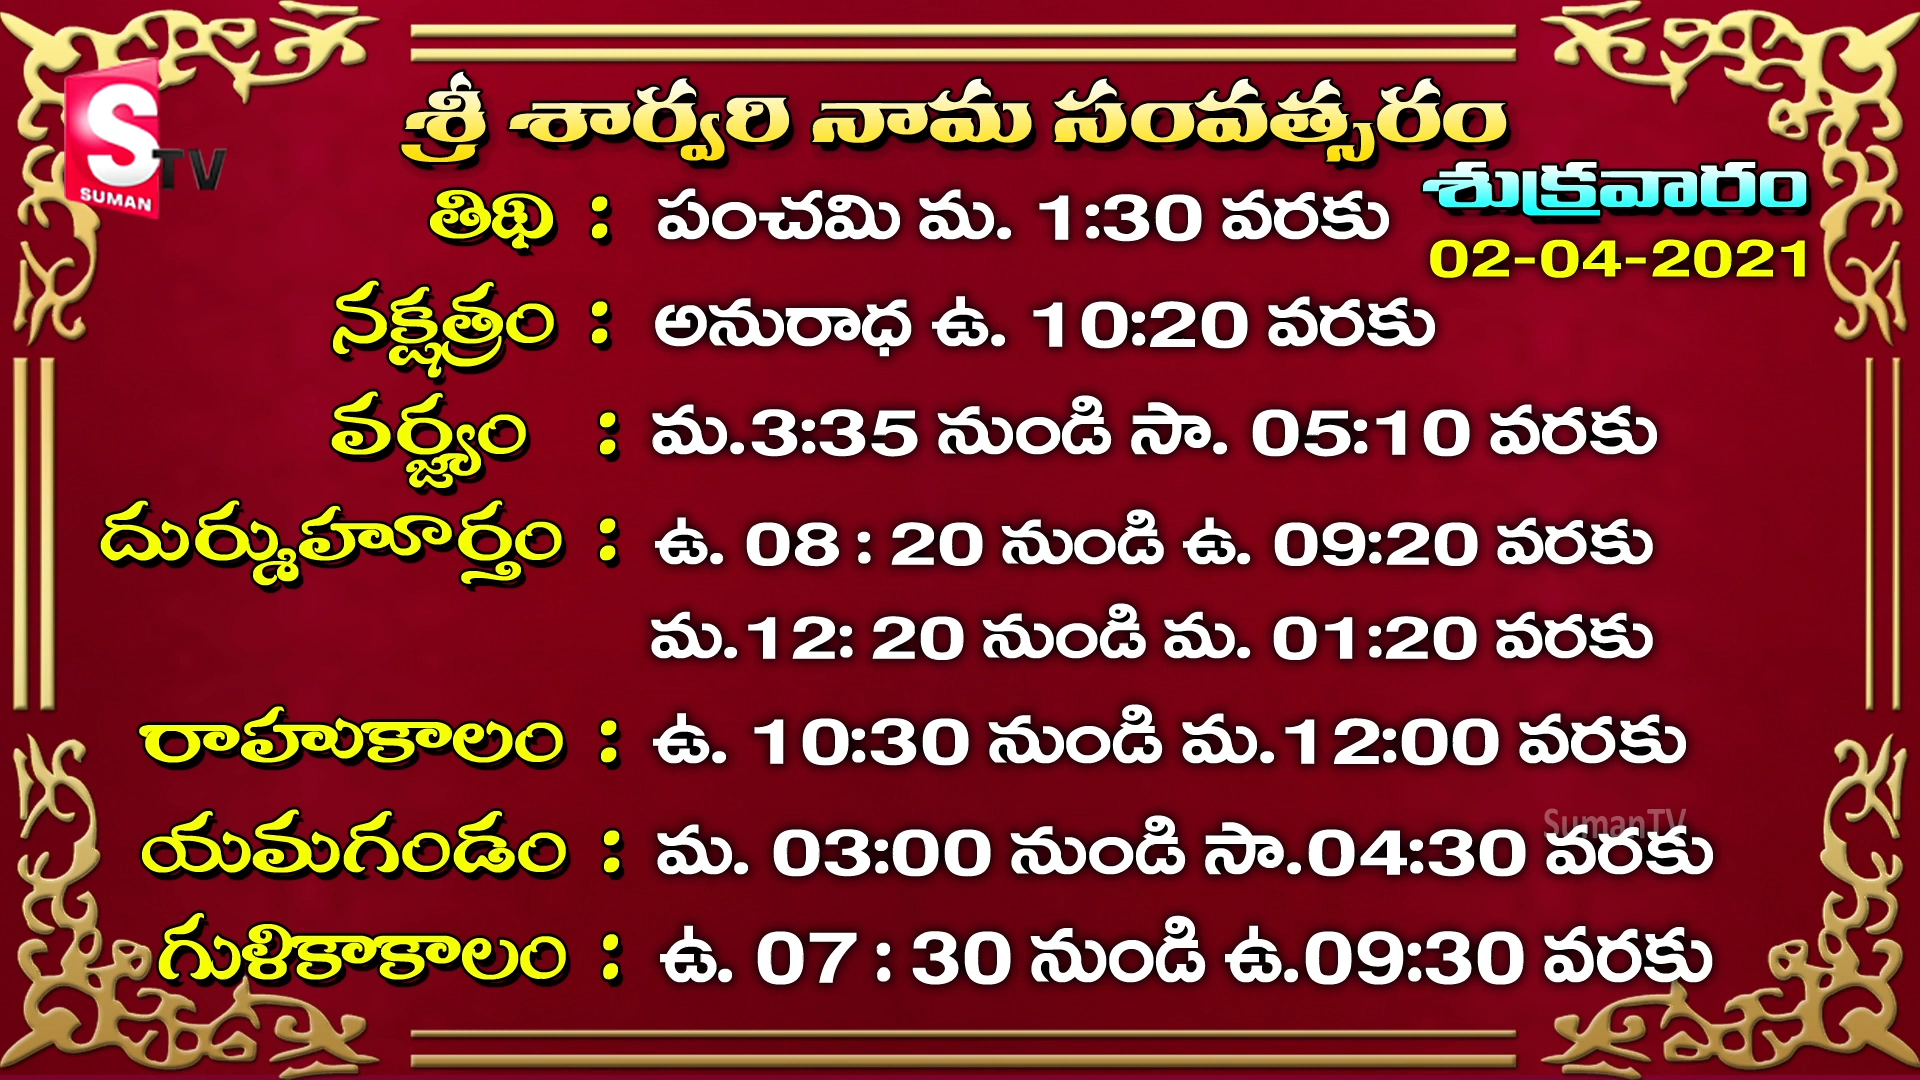 S TV
SUMAN
శ్రీ శార్వరి నామ సంవత్సరం
శుక్రవారం
02-04-2021
తిథి : పంచమి మ. 1:30 వరకు
నక్షత్రం : అనురాధ ఉ. 10:20 వరకు
వర్జ్యం : మ.3:35 నుండి సా. 05:10 వరకు
దుర్ముహూర్తం : ఉ. 08 : 20 నుండి ఉ. 09:20 వరకు
మ.12: 20 నుండి మ. 01:20 వరకు
రాహుకాలం : ఉ. 10:30 నుండి మ.12:00 వరకు
SumanTV
యమగండం : మ. 03:00 నుండి సా.04:30 వరకు
గుళికాకాలం : ఉ. 07 : 30 నుండి ఉ.09:30 వరకు